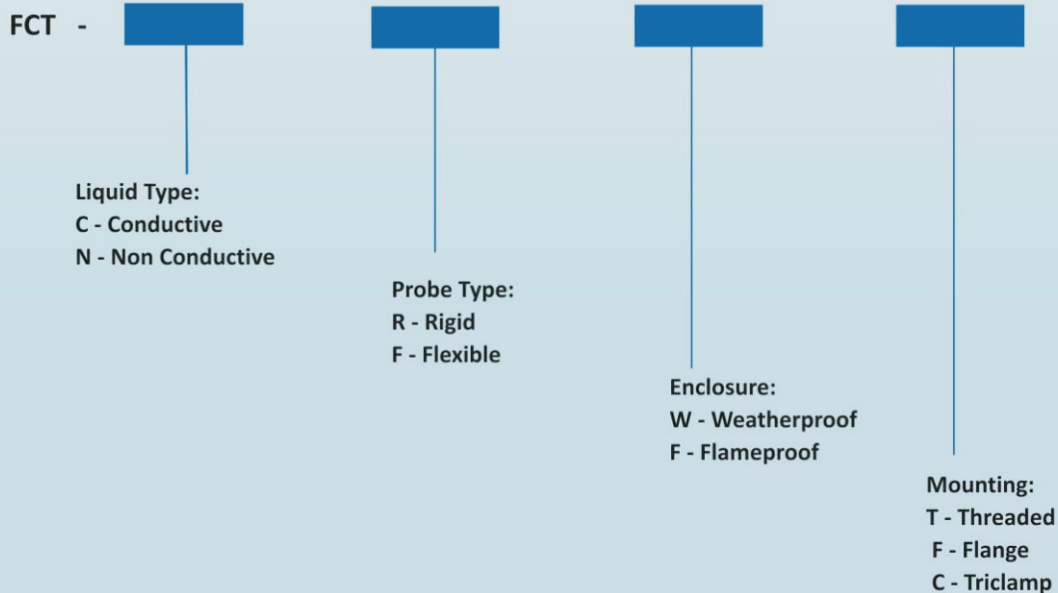 FCT -
Liquid Type:
C - Conductive
N - Non Conductive
Probe Type:
R - Rigid
F - Flexible
Enclosure:
W - Weatherproof
F - Flameproof
Mounting:
T - Threaded
F - Flange
C - Triclamp